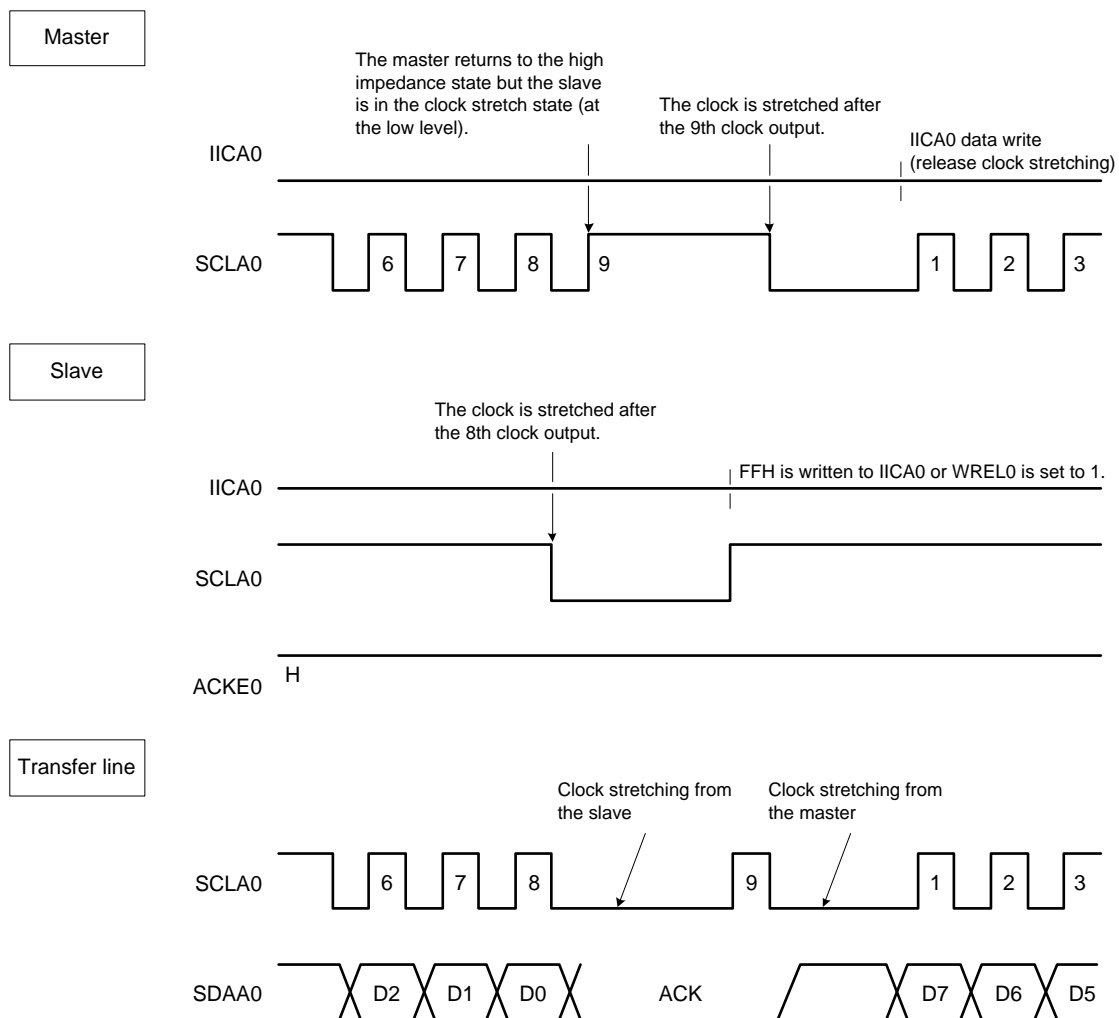 Master
The master returns to the high
impedance state but the slave
is in the clock stretch state (at
the low level).
The clock is stretched after
the 9th clock output.
IICA0 data write
(release clock stretching)
IICA0
SCLA0
6 7 8 9 1 2 3
Slave
The clock is stretched after
the 8th clock output.
FFH is written to IICA0 or WREL0 is set to 1.
IICA0
SCLA0
H
ACKE0
Transfer line
Clock stretching from
the slave
Clock stretching from
the master
SCLA0
6 7 8 9 1 2 3
SDAA0
D2 D1 D0 ACK D7 D6 D5